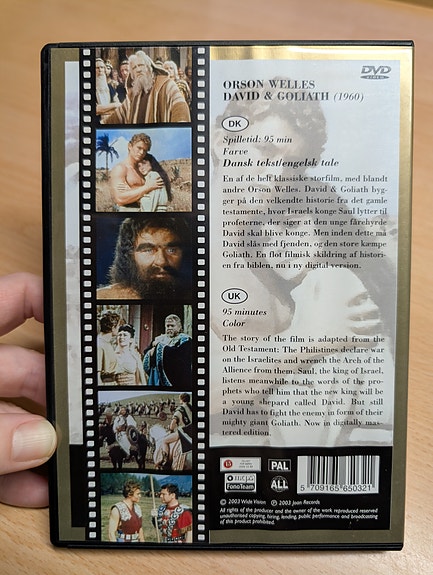 DVD
VIDEO
ORSON WELLES
DAVID & GOLIATH (1960)
DK
Spilletid: 95 min
Farve
Dansk tekst/engelsk tale
En af de helt klassiske storfilm, med blandt
andre Orson Welles. David & Goliath byg-
ger på den velkendte historie fra det gamle
testamente, hvor Israels konge Saul lytter til
profeterne, der siger at den unge fårehyrde
David skal blive konge. Men inden dette må
David slås med fjenden, og den store kæmpe
Goliath. En flot filmisk skildring af histori-
en fra biblen, nu i ny digital version.
UK
95 minutes
Color
The story of the film is adapted from the
Old Testament: The Philistines declare war
on the Israelites and wrench the Arch of the
Alliance from them. Saul, the king of Israel,
listens meanwhile to the words of the pro-
phets who tell him that the new king will be
a young shepard called David. But still
David has to fight the enemy in form of their
mighty giant Goliath. Now in digitally mas-
tered edition.
15
PAL
FonoTeam
ALL
5 709165 650321
© 2003 Wide Vision ℗ 2003 Joan Records
All rights of the producer and the owner of the work reproduced reserved
unauthorised copying, hiring, lending, public performance and broadcasting
of this product prohibited.